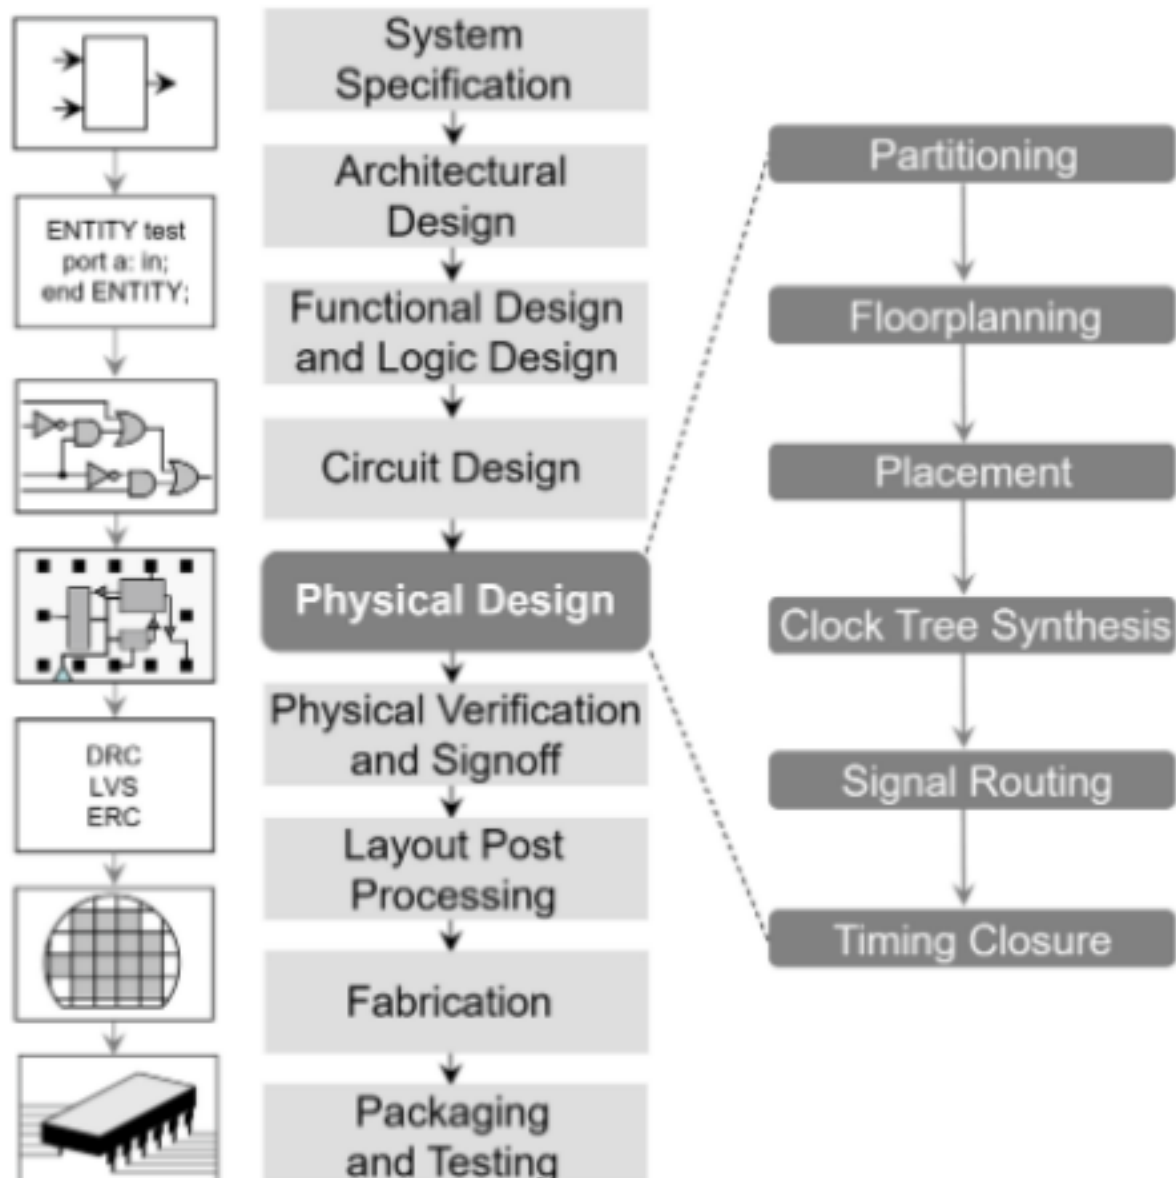 System
Specification
Architectural
Design
Functional Design
and Logic Design
Circuit Design
Physical Design
Physical Verification
and Signoff
Layout Post
Processing
Fabrication
Packaging
and Testing
ENTITY test
port a: in;
end ENTITY;
DRC
LVS
ERC
Partitioning
Floorplanning
Placement
Clock Tree Synthesis
Signal Routing
Timing Closure